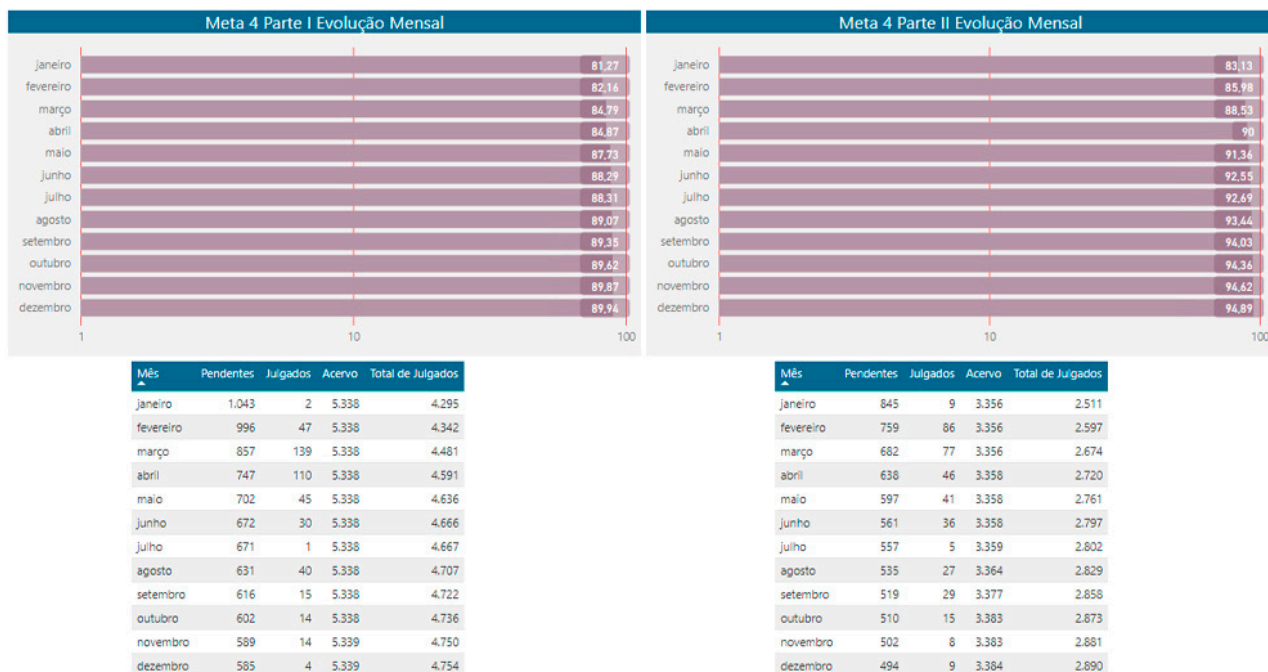 Meta 4 Parte I Evolução Mensal
janeiro 81,27
fevereiro 82,16
março 84,79
abril 84,87
maio 87,73
junho 88,29
julho 88,31
agosto 89,07
setembro 89,35
outubro 89,62
novembro 89,87
dezembro 89,94
1 10 100
Mês Pendentes Julgados Acervo Total de Julgados
janeiro 1.043 2 5.338 4.295
fevereiro 996 47 5.338 4.342
março 857 139 5.338 4.481
abril 747 110 5.338 4.591
maio 702 45 5.338 4.636
junho 672 30 5.338 4.666
julho 671 1 5.338 4.667
agosto 631 40 5.338 4.707
setembro 616 15 5.338 4.722
outubro 602 14 5.338 4.736
novembro 589 14 5.339 4.750
dezembro 585 4 5.339 4.754
Meta 4 Parte II Evolução Mensal
janeiro 83,13
fevereiro 85,98
março 88,53
abril 90
maio 91,36
junho 92,55
julho 92,69
agosto 93,44
setembro 94,03
outubro 94,36
novembro 94,62
dezembro 94,89
1 10 100
Mês Pendentes Julgados Acervo Total de Julgados
janeiro 845 9 3.356 2.511
fevereiro 759 86 3.356 2.597
março 682 77 3.356 2.674
abril 638 46 3.358 2.720
maio 597 41 3.358 2.761
junho 561 36 3.358 2.797
julho 557 5 3.359 2.802
agosto 535 27 3.364 2.829
setembro 519 29 3.377 2.858
outubro 510 15 3.383 2.873
novembro 502 8 3.383 2.881
dezembro 494 9 3.384 2.890